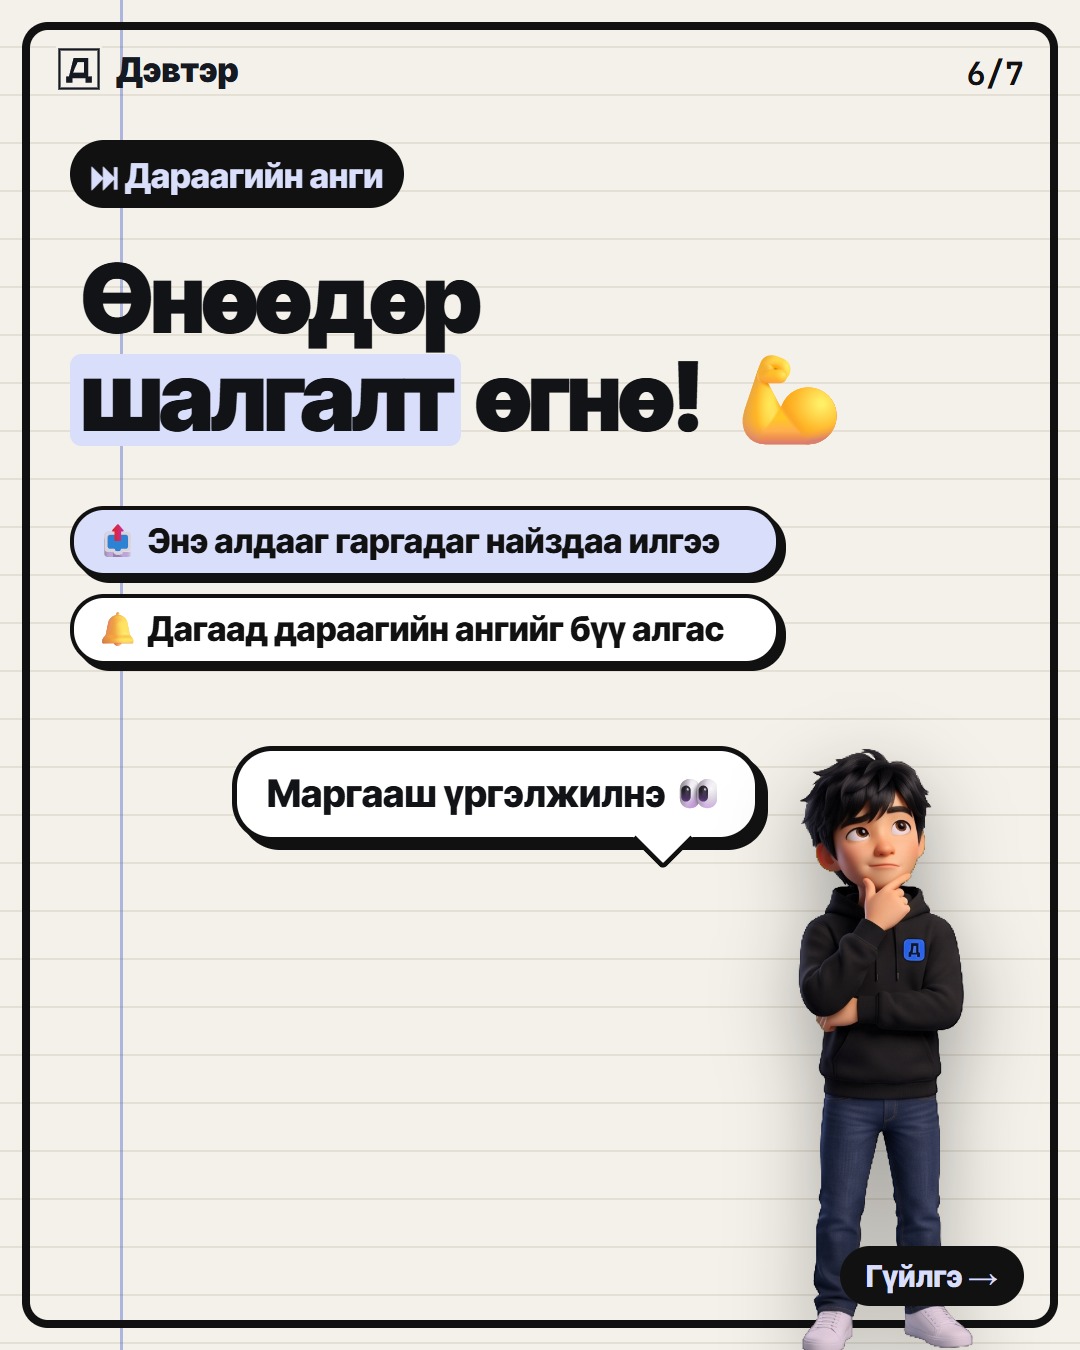 Д Дэвтэр
6/7
⏭ Дараагийн анги
Өнөөдөр
шалгалт өгнө! 💪
📤 Энэ алдааг гаргадаг найздаа илгээ
🔔 Дагаад дараагийн ангийг бүү алгас
Маргааш үргэлжилнэ 👀
Д
Гүйлгэ →